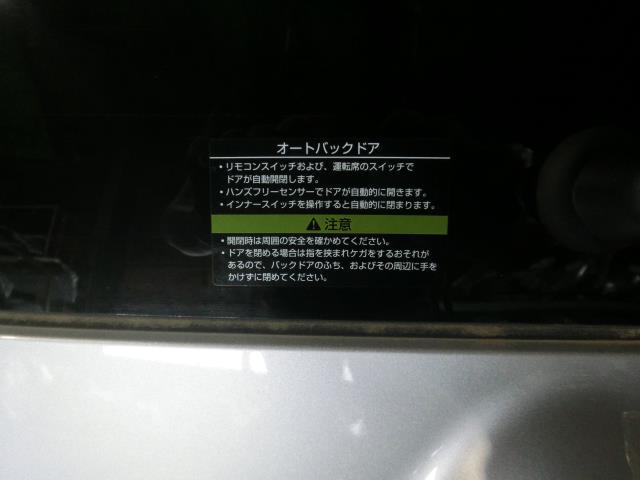 オートバックドア
・リモコンスイッチおよび、運転席のスイッチで
ドアが自動開閉します。
・ハンズフリーセンサーでドアが自動的に開きます。
・インナースイッチを操作すると自動的に閉まります。
注意
・開閉時は周囲の安全を確かめてください。
・ドアを閉める場合は指を挟まれケガをするおそれが
あるので、バックドアのふち、およびその周辺に手を
かけずに閉めてください。